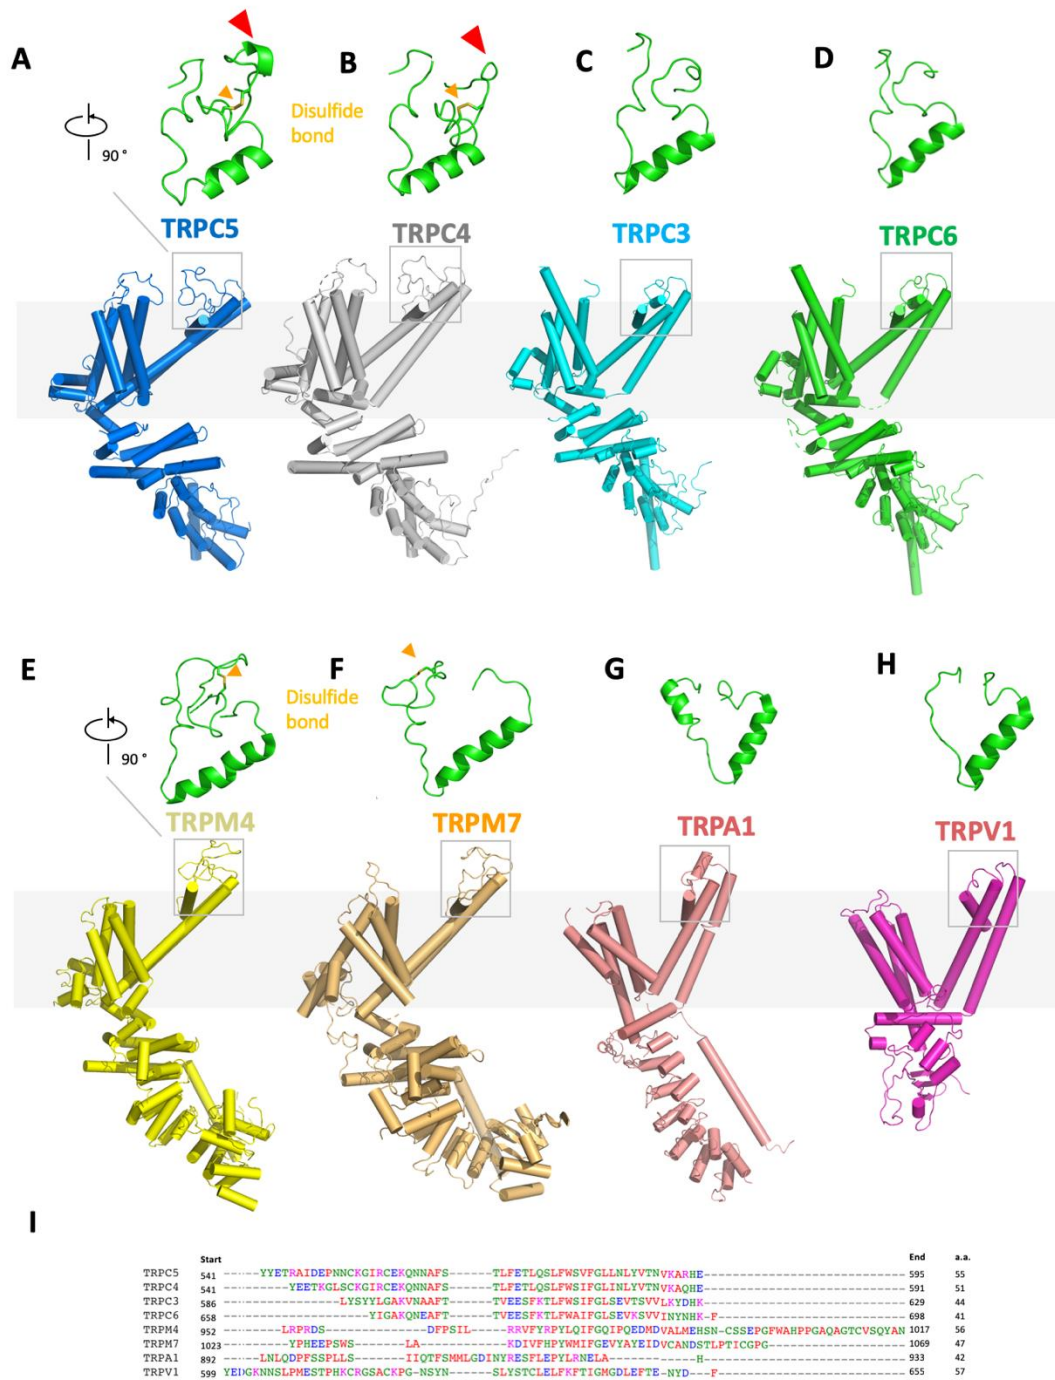 A
B
C
D
90 °
Disulfide
bond
TRPC5
TRPC4
TRPC3
TRPC6
E
F
G
H
90 °
Disulfide
bond
TRPM4
TRPM7
TRPA1
TRPV1
I
Start End a.a.
TRPC5 541 ----YYETRAIDEPNNCKGIRCEKQNNAFS-----TLFETLQSLFWSVFGLLNLYVTNVKARHE-------------------- 595 55
TRPC4 541 -------YEETKGLSCKGIRCEKQNNAFS-----TLFETLQSLFWSIFGLINLYVTNVKAQHE-------------------- 591 51
TRPC3 586 ------------LYSYYLGAKVNAAFT-----TVEESFKTLFWSIFGLSEVTSVVLKYDHK-------------------- 629 44
TRPC6 658 ------------YIGAKQNEAFT-----TVEESFKTLFWAIFGLSEVKSVVINYNHK-F------------------- 698 41
TRPM4 952 ------LRPRDS-----------DFPSIL----RRVFYRPYLQIFGQIPQEDMDVALMEHSN-CSSEPGFWAHPPGAQAGTCVSQYAN 1017 56
TRPM7 1023 -------YPHEEPSWS------LA---------KDIVFHPYWMIFGEVYAYEIDVCANDSTLPTICGPG-------------- 1069 47
TRPA1 892 ----LNLQDPFSSPLLS-----IIQTFSMMLGDINYRESFLEPYLRNELA---------H--------------------- 933 42
TRPV1 599 YEDGKNNSLPMESTPHKCRGSACKPG-NSYN-----SLYSTCLELFKFTIGMGDLEFTE-NYD--F------------------- 655 57